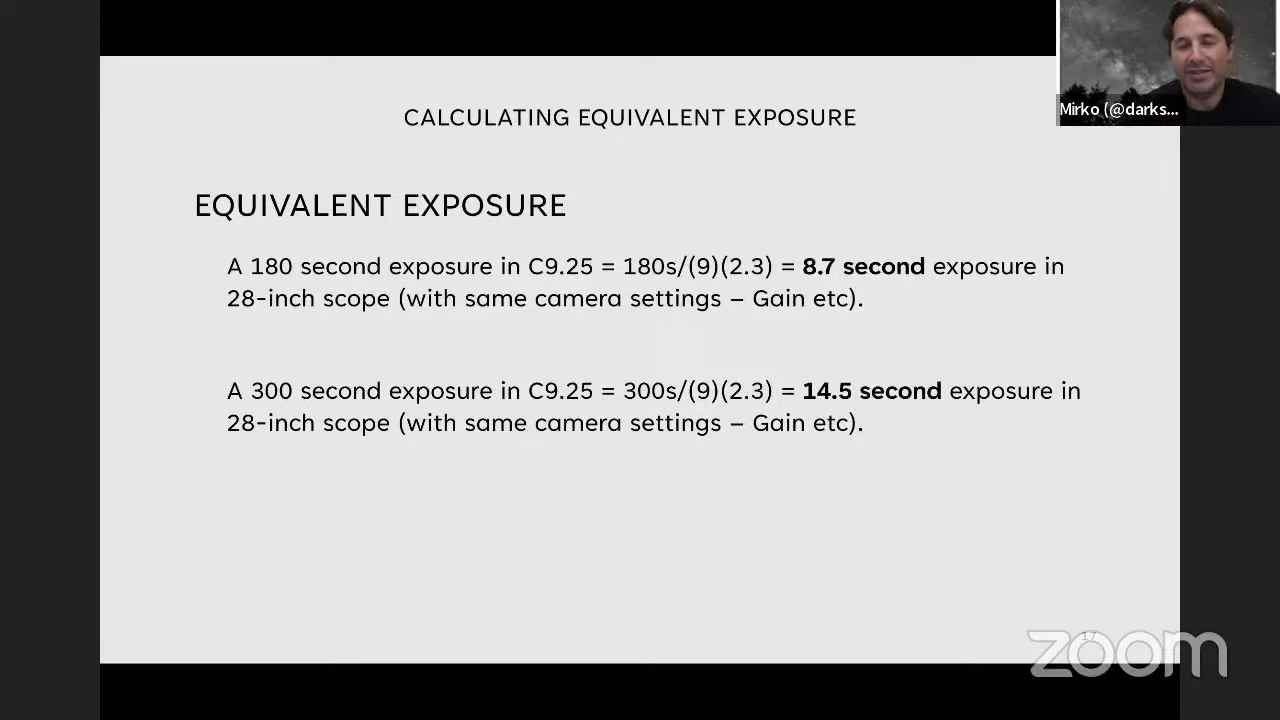 CALCULATING EQUIVALENT EXPOSURE
EQUIVALENT EXPOSURE
A 180 second exposure in C9.25 = 180s/(9)(2.3) = 8.7 second exposure in
28-inch scope (with same camera settings – Gain etc).
A 300 second exposure in C9.25 = 300s/(9)(2.3) = 14.5 second exposure in
28-inch scope (with same camera settings – Gain etc).
Mirko (@darks...
17
zoom